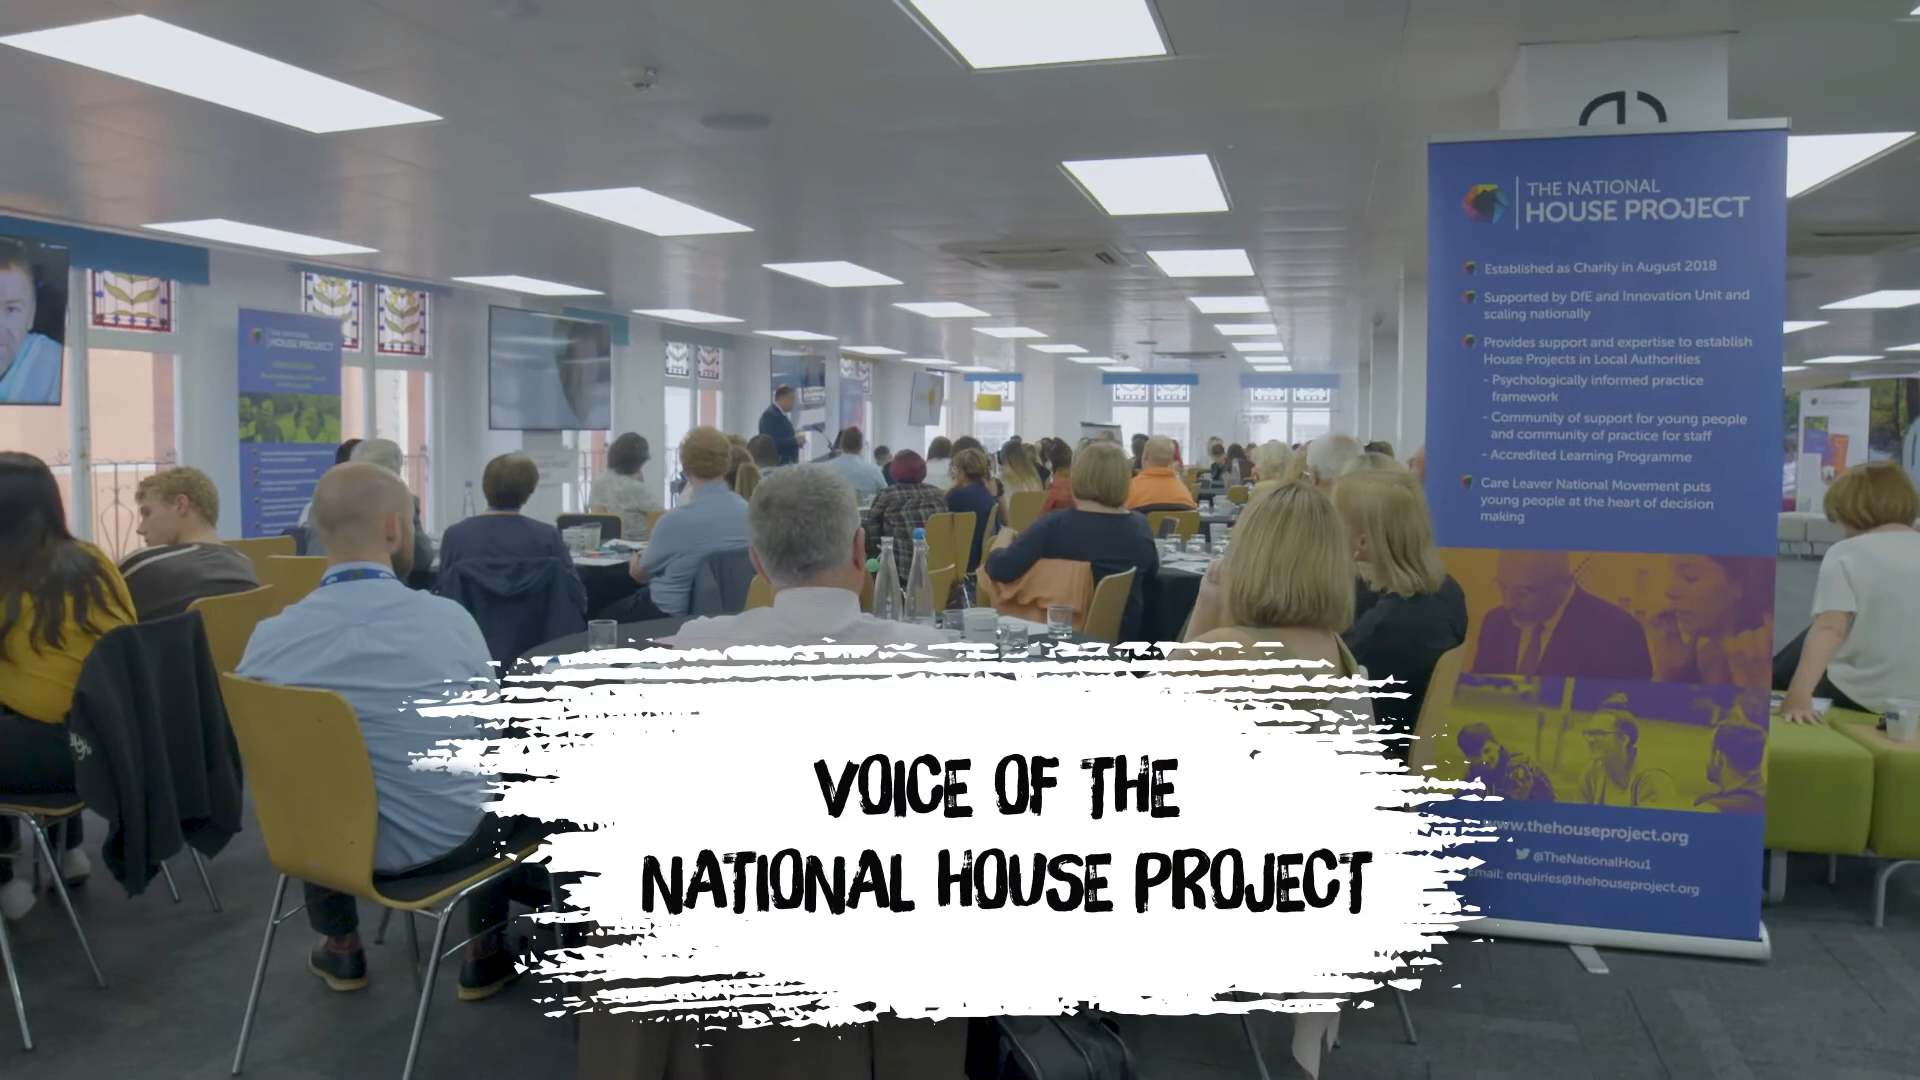 THE NATIONAL
HOUSE PROJECT
Established as Charity in August 2018
Supported by DfE and Innovation Unit and
scaling nationally
Provides support and expertise to establish
House Projects in Local Authorities
- Psychologically informed practice
framework
- Community of support for young people
and community of practice for staff
- Accredited Learning Programme
Care Leaver National Movement puts
young people at the heart of decision
making
www.thehouseproject.org
@TheNationalHou1
Email: enquiries@thehouseproject.org
THE NATIONAL
HOUSE PROJECT
VOICE OF THE
NATIONAL HOUSE PROJECT